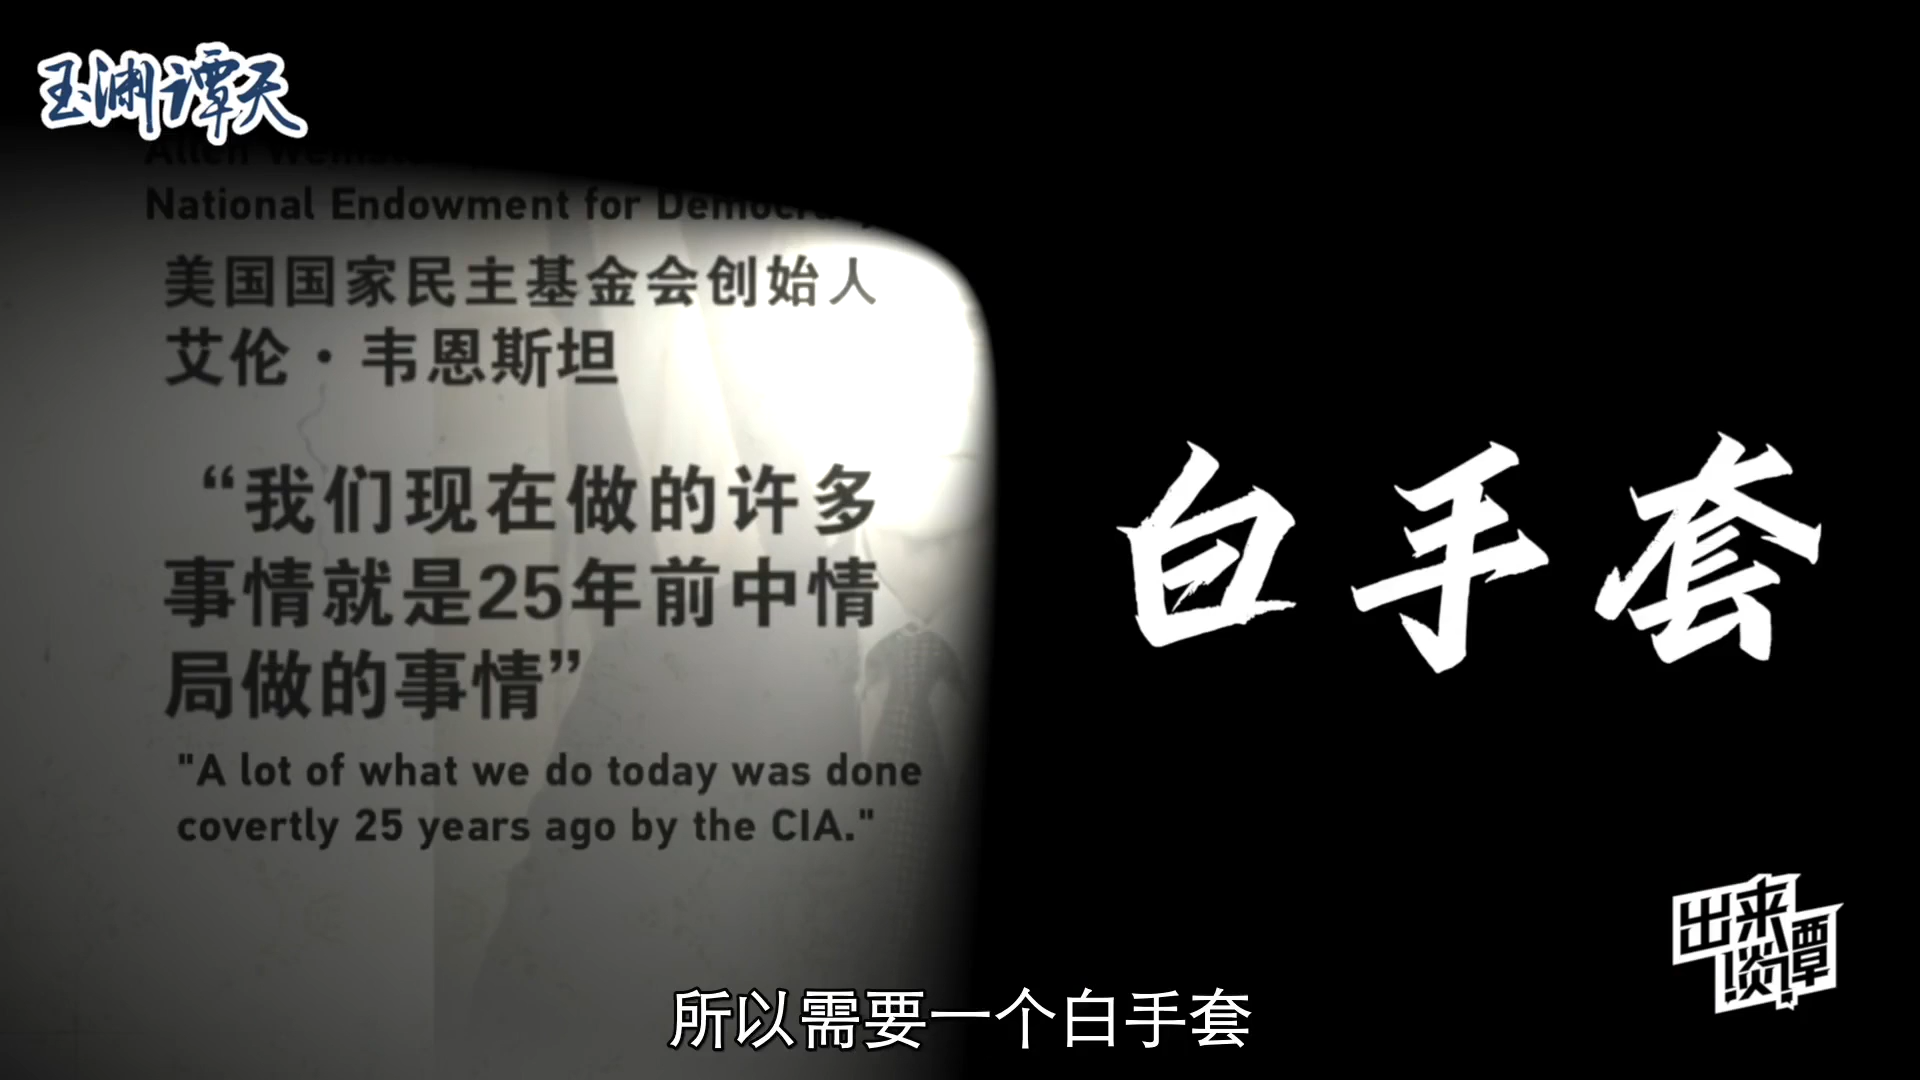 玉渊谭天
Allen Weinstein
National Endowment for Democracy
美国国家民主基金会创始人
艾伦·韦恩斯坦
“我们现在做的许多
事情就是25年前中情
局做的事情”
"A lot of what we do today was done
covertly 25 years ago by the CIA."
白手套
出来
谈谭
所以需要一个白手套